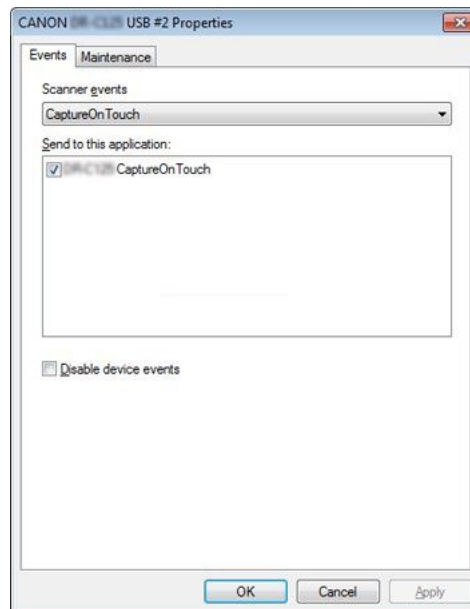 CANON USB #2 Properties
Events Maintenance
Scanner events
CaptureOnTouch
Send to this application:
CaptureOnTouch
Disable device events
OK Cancel Apply